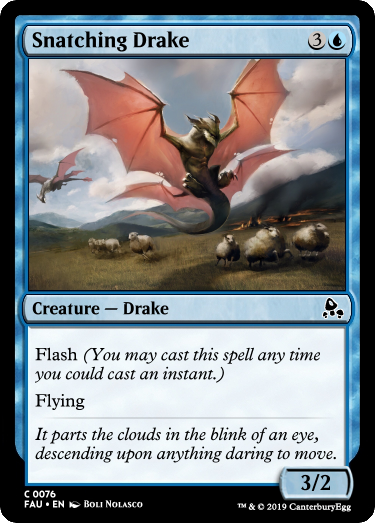 Snatching Drake 3
Creature — Drake
Flash (You may cast this spell any time
you could cast an instant.)
Flying
It parts the clouds in the blink of an eye,
descending upon anything daring to move.
3/2
C 0076
FAU • EN Boli Nolasco
™ & © 2019 CanterburyEgg